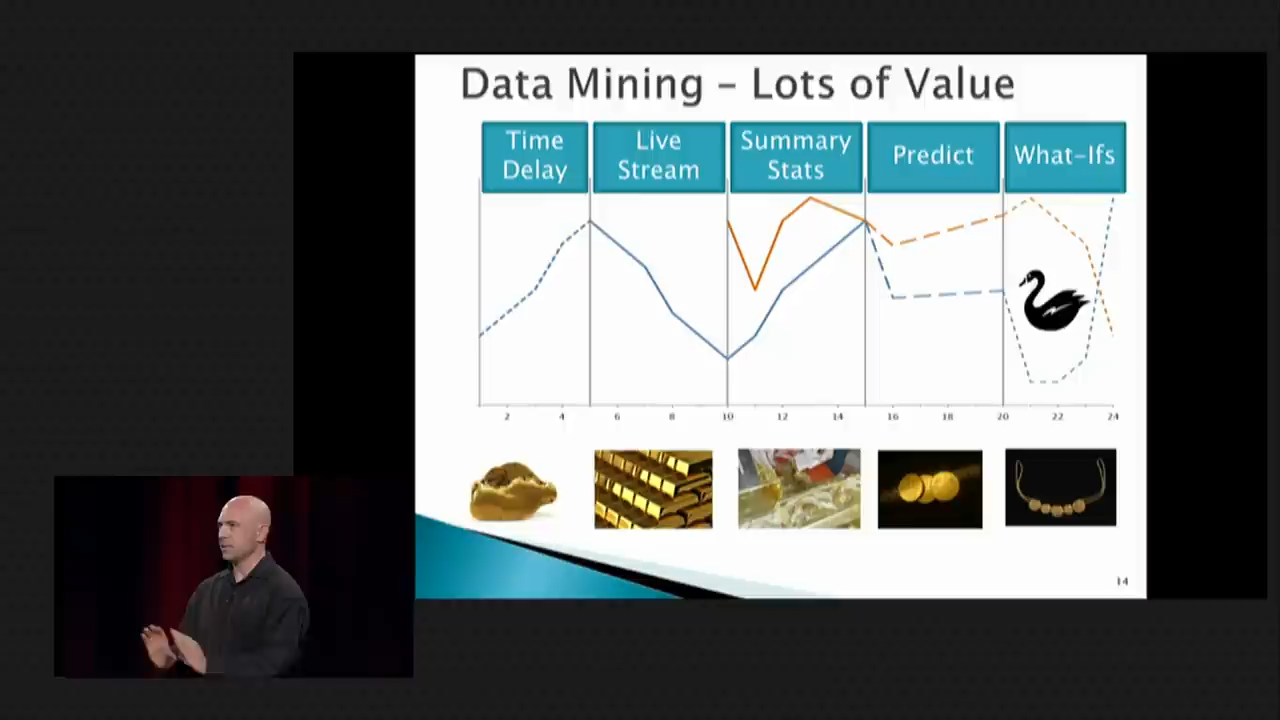 Data Mining – Lots of Value
Time
Delay
Live
Stream
Summary
Stats
Predict
What-Ifs
2 4 6 8 10 12 14 16 18 20 22 24
14